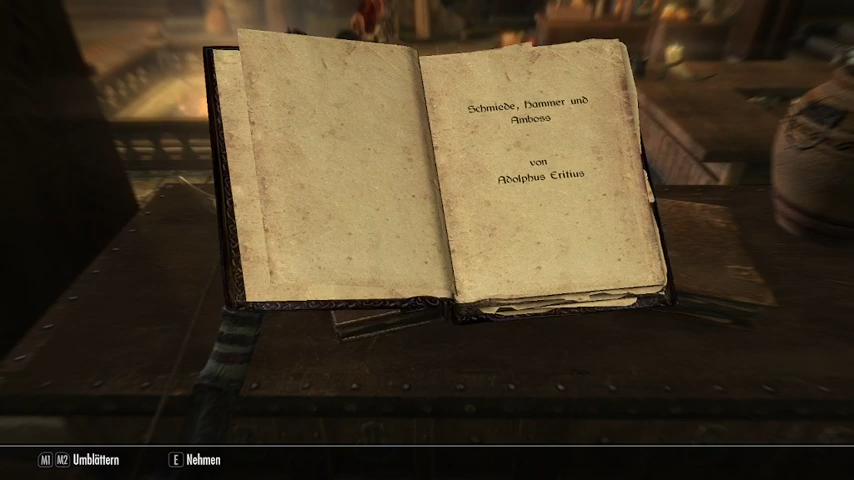 Schmiede, Hammer und
Amboss
von
Adolphus Eritius
M1 M2 Umblättern E Nehmen